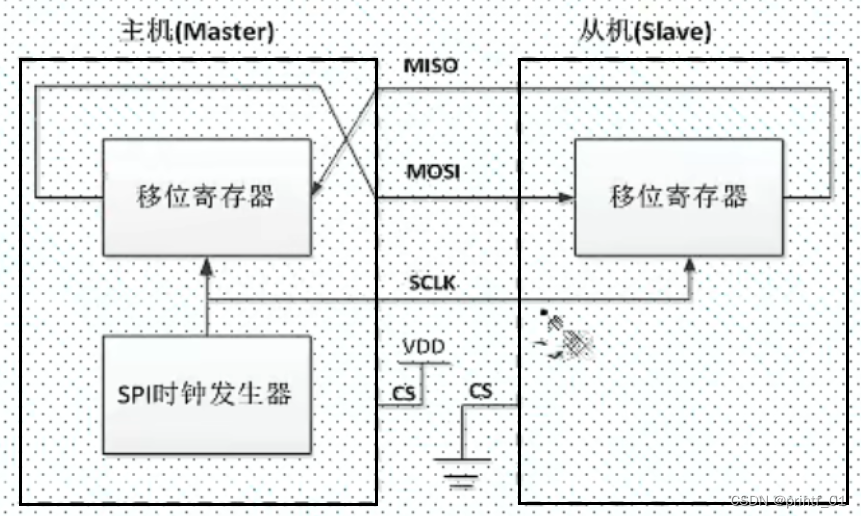 主机(Master)
从机(Slave)
MISO
移位寄存器
MOSI
移位寄存器
SCLK
VDD
SPI时钟发生器
CS
CS
CSDN @printf_01